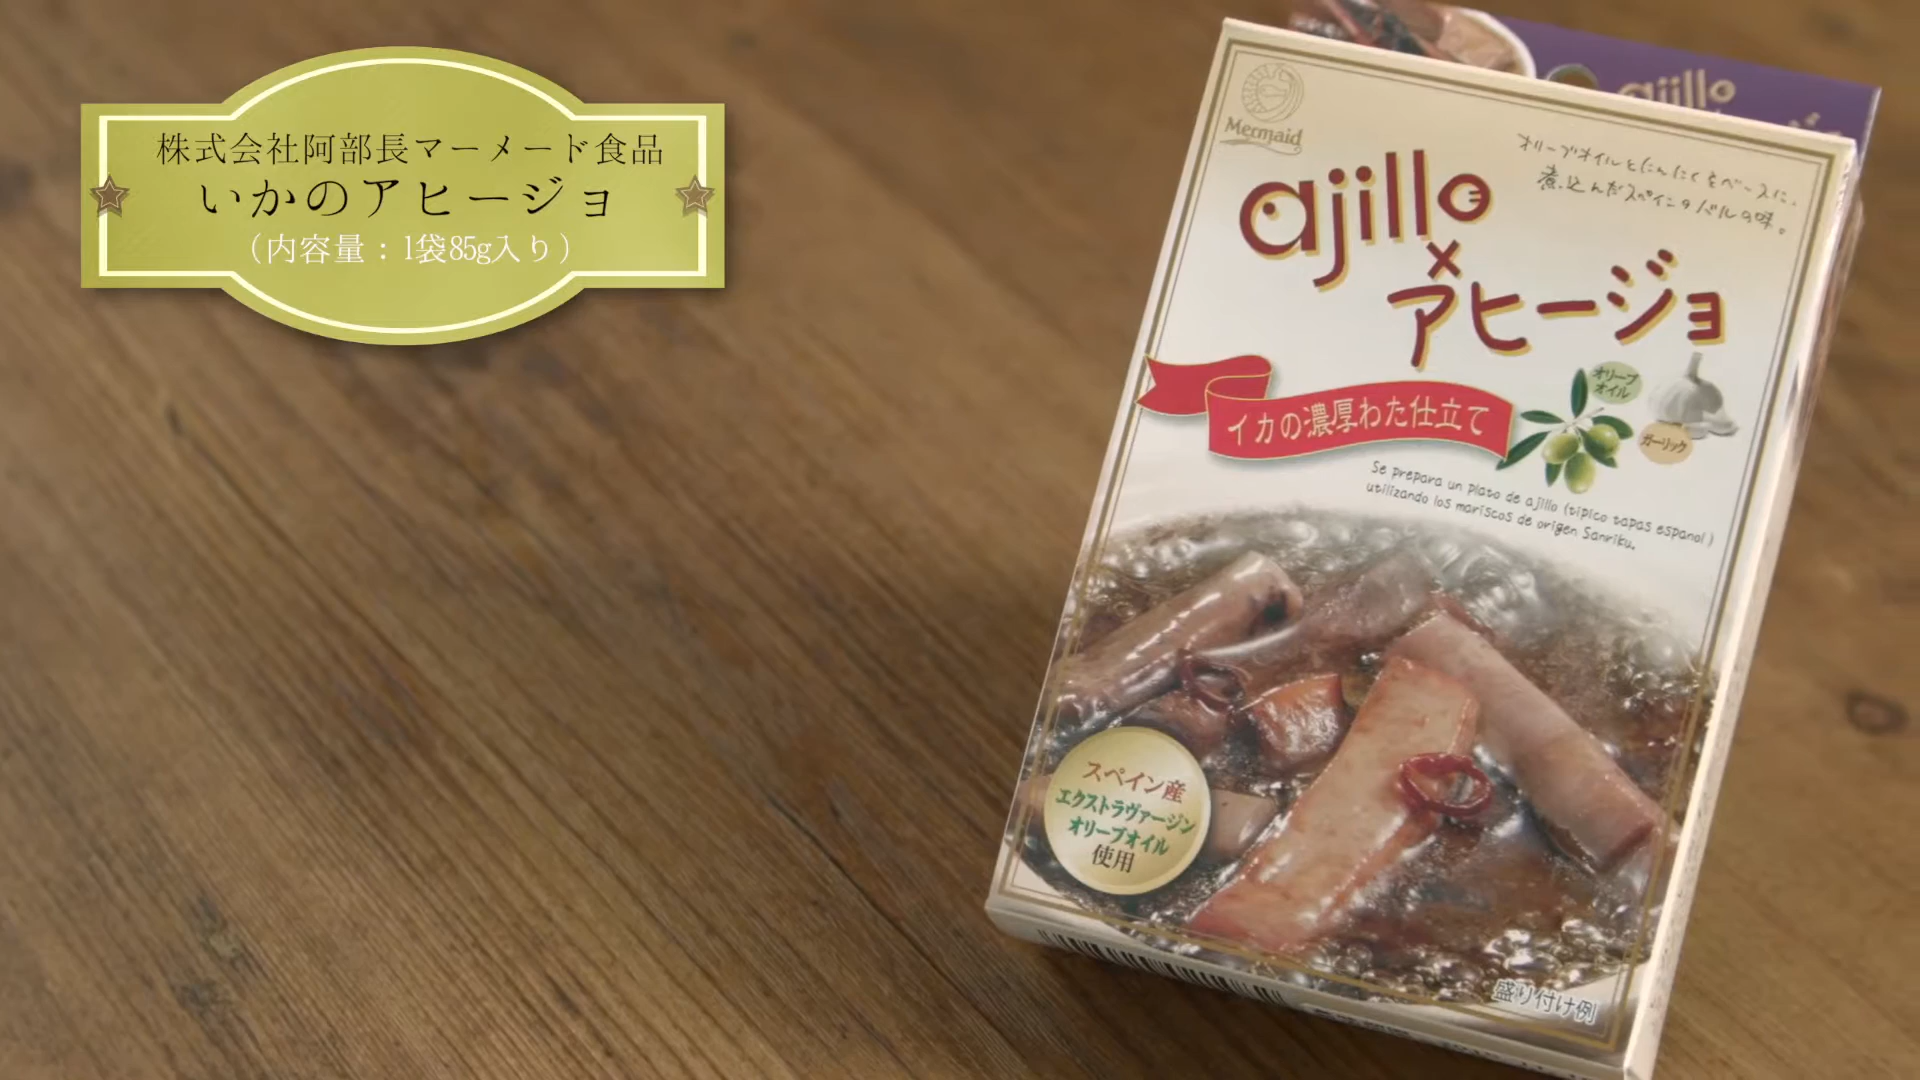 株式会社阿部長マーメード食品
いかのアヒージョ
（内容量：1袋85g入り）
ajillo
Mermaid
オリーブオイルとにんにくをベースに、
煮込んだスペインのバルの味。
ajillo
×
アヒージョ
オリーブ
オイル
ガーリック
イカの濃厚わた仕立て
Se prepara un plato de ajillo (tipico tapas espanol)
utilizando los mariscos de origen Sanriku.
スペイン産
エクストラヴァージン
オリーブオイル
使用
盛り付け例